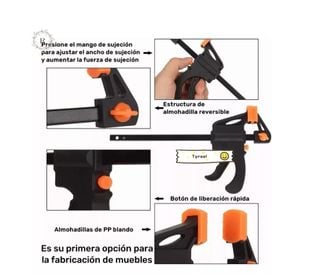 Presione el mango de sujeción
para ajustar el ancho de sujeción
y aumentar la fuerza de sujeción
Estructura de
almohadilla reversible
Tyreel
Botón de liberación rápida
Almohadillas de PP blando
Es su primera opción para
la fabricación de muebles